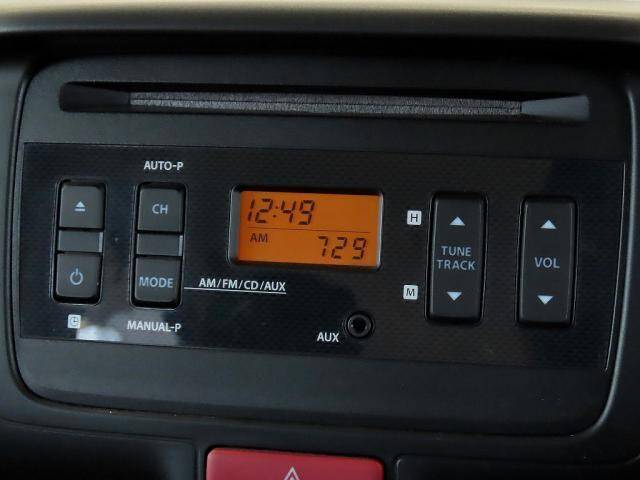 AUTO-P
CH
12:49
AM
729
H
TUNE
TRACK
VOL
MODE
AM/FM/CD/AUX
M
MANUAL-P
AUX